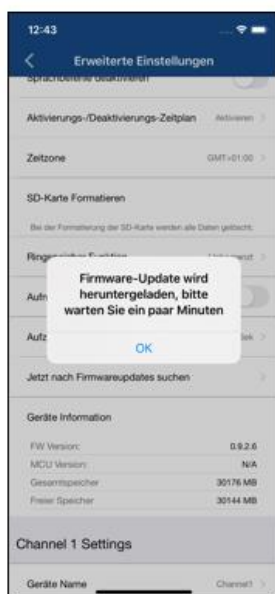 12:43
Erweiterte Einstellungen
Sprachbefehle deaktivieren
Aktivierungs-/Deaktivierungs-Zeitplan Aktivieren
Zeitzone GMT+01:00
SD-Karte Formatieren
Bei der Formatierung der SD-Karte werden alle Daten gelöscht.
Firmware-Update wird
heruntergeladen, bitte
warten Sie ein paar Minuten
OK
Jetzt nach Firmwareupdates suchen
Geräte Information
FW Version: 0.9.2.6
MCU Version: N/A
Gesamtspeicher 30176 MB
Freier Speicher 30144 MB
Channel 1 Settings
Geräte Name Channel1